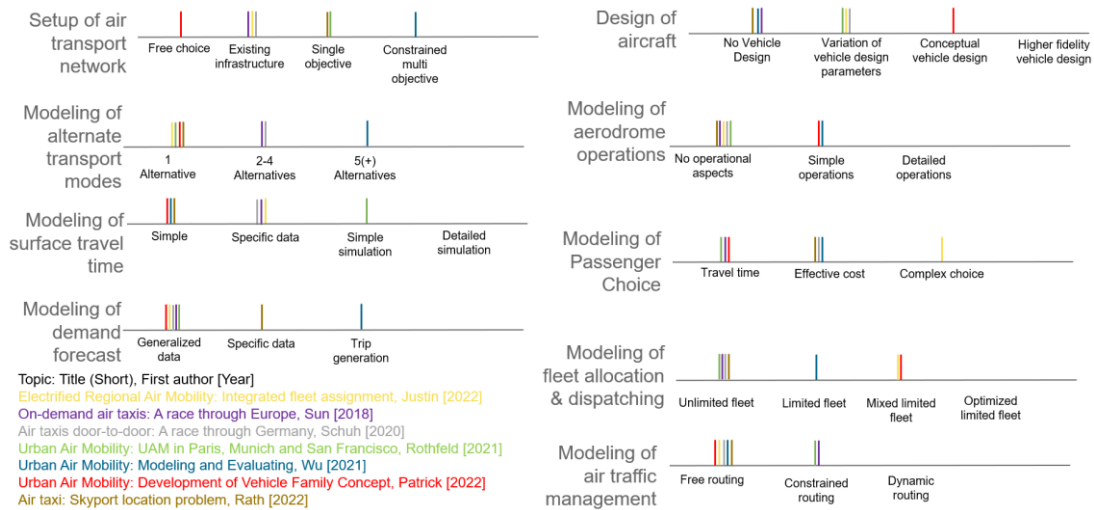 Setup of air
transport
network
Free choice
Existing
infrastructure
Single
objective
Constrained
multi
objective
Modeling of
alternate
transport
modes
1
Alternative
2-4
Alternatives
5(+)
Alternatives
Modeling of
surface travel
time
Simple
Specific data
Simple
simulation
Detailed
simulation
Modeling of
demand
forecast
Generalized
data
Specific data
Trip
generation
Topic: Title (Short), First author [Year]
Electrified Regional Air Mobility: Integrated fleet assignment, Justin [2022]
On-demand air taxis: A race through Europe, Sun [2018]
Air taxis door-to-door: A race through Germany, Schuh [2020]
Urban Air Mobility: UAM in Paris, Munich and San Francisco, Rothfeld [2021]
Urban Air Mobility: Modeling and Evaluating, Wu [2021]
Urban Air Mobility: Development of Vehicle Family Concept, Patrick [2022]
Air taxi: Skyport location problem, Rath [2022]
Design of
aircraft
No Vehicle
Design
Variation of
vehicle design
parameters
Conceptual
vehicle design
Higher fidelity
vehicle design
Modeling of
aerodrome
operations
No operational
aspects
Simple
operations
Detailed
operations
Modeling of
Passenger
Choice
Travel time
Effective cost
Complex choice
Modeling of
fleet allocation
& dispatching
Unlimited fleet
Limited fleet
Mixed limited
fleet
Optimized
limited fleet
Modeling of
air traffic
management
Free routing
Constrained
routing
Dynamic
routing